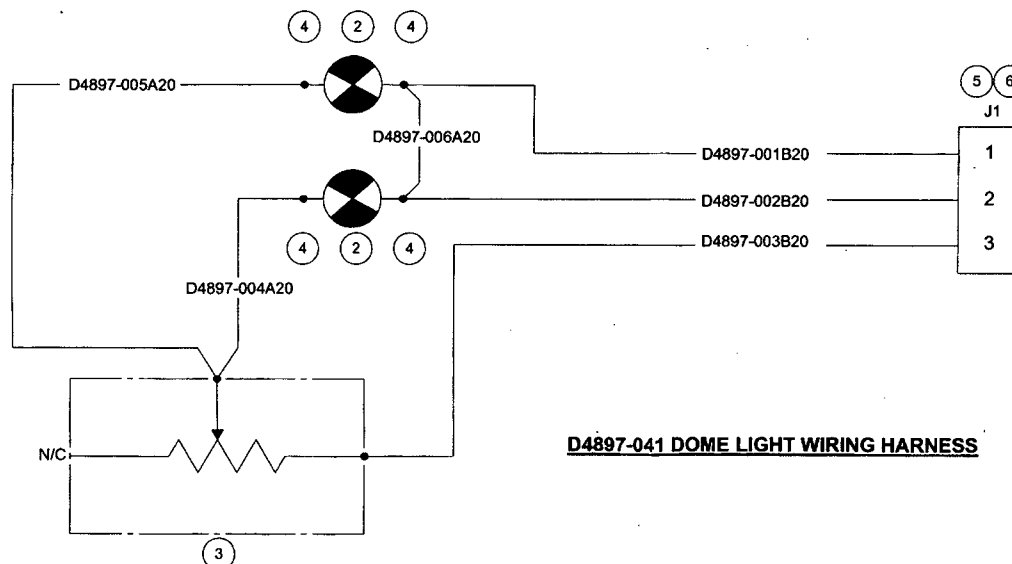 4 2 4
D4897-005A20
5 6
J1
D4897-006A20
D4897-001B20 1
D4897-002B20 2
4 2 4
D4897-003B20 3
D4897-004A20
D4897-041 DOME LIGHT WIRING HARNESS
N/C
3